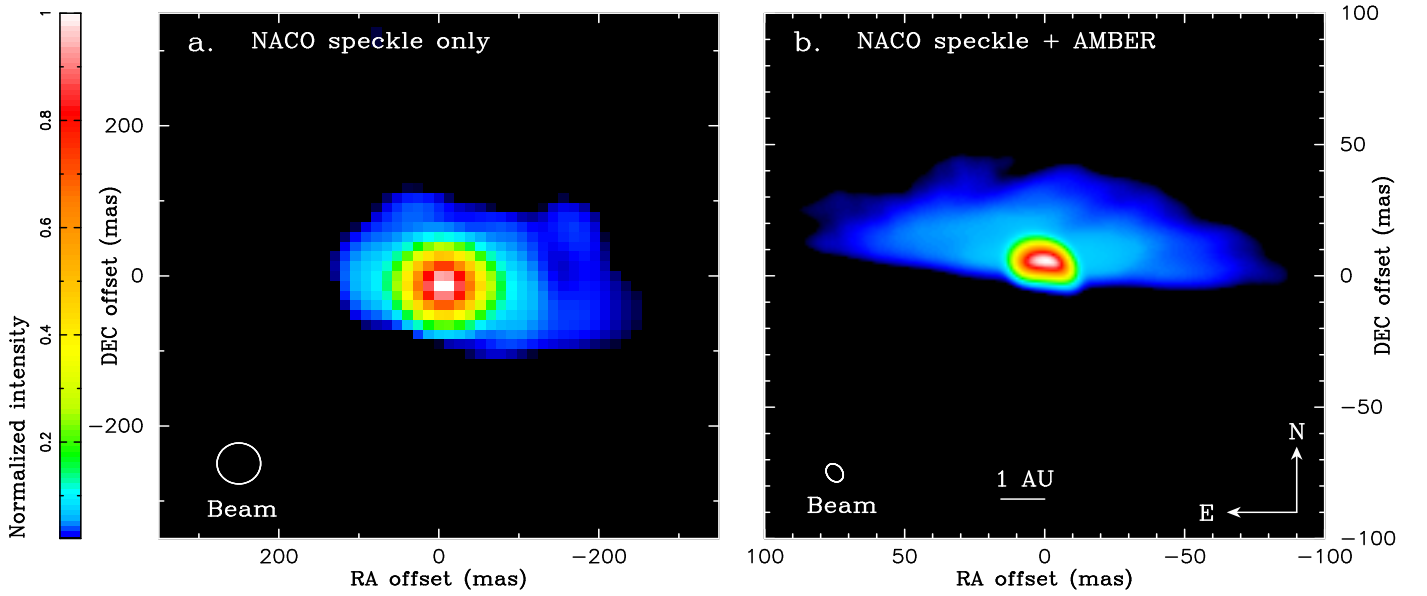 a. NACO speckle only
b. NACO speckle + AMBER
Normalized intensity
1
0.8
0.6
0.4
0.2
DEC offset (mas)
200
0
−200
Beam
200
0
−200
RA offset (mas)
Beam
1 AU
N
E
100
50
0
−50
−100
DEC offset (mas)
100
50
0
−50
−100
RA offset (mas)